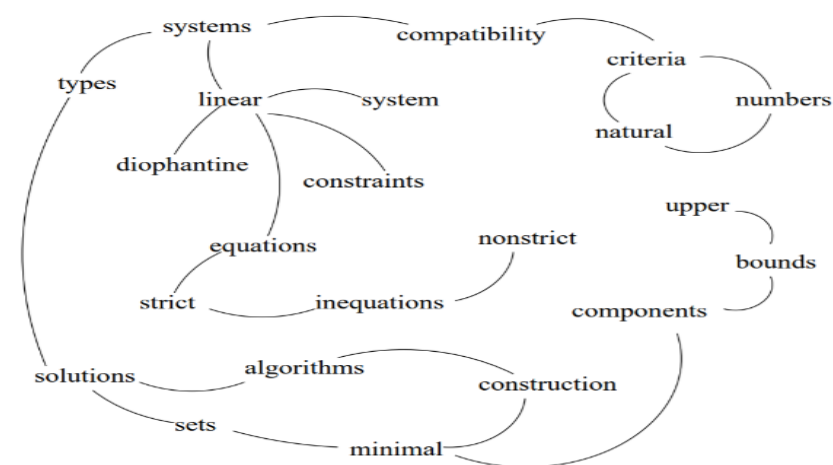 systems
compatibility
criteria
types
linear
system
numbers
natural
diophantine
constraints
upper
equations
nonstrict
bounds
strict
inequations
components
solutions
algorithms
construction
sets
minimal